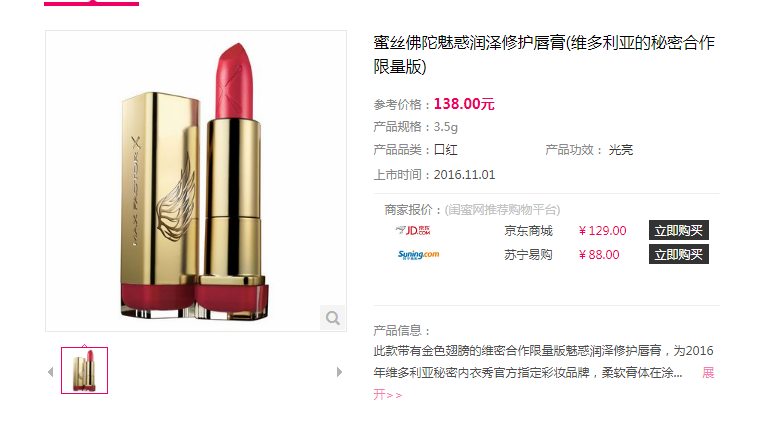 蜜丝佛陀魅惑润泽修护唇膏(维多利亚的秘密合作
限量版)
参考价格：138.00元
产品规格：3.5g
产品品类：口红 产品功效： 光亮
上市时间：2016.11.01
商家报价：(闺蜜网推荐购物平台)
JD.COM 京东 京东商城 ￥129.00 立即购买
Suning.com 苏宁易购 ￥88.00 立即购买
产品信息：
此款带有金色翅膀的维密合作限量版魅惑润泽修护唇膏，为2016
年维多利亚秘密内衣秀官方指定彩妆品牌，柔软膏体在涂... 展
开>>
MAX FACTOR X